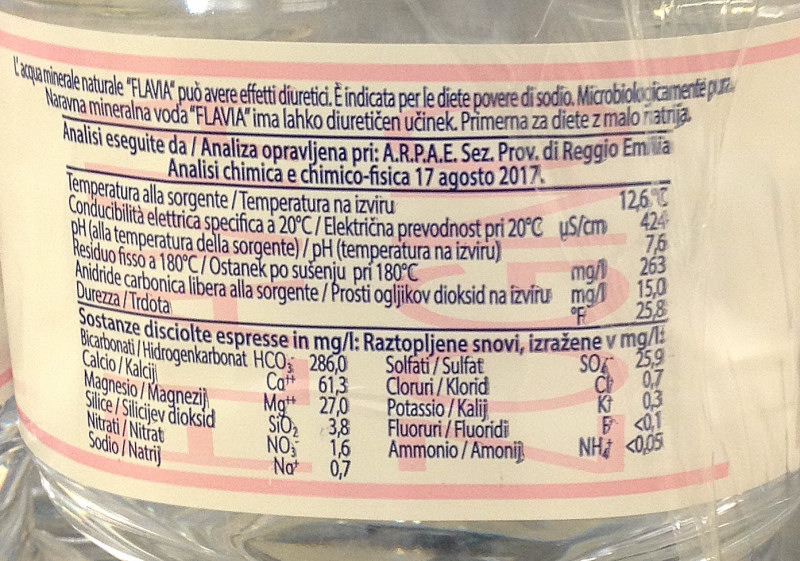 L'acqua minerale naturale "FLAVIA" può avere effetti diuretici. È indicata per le diete povere di sodio. Microbiologicamente pura.
Naravna mineralna voda "FLAVIA" ima lahko diuretičen učinek. Primerna za diete z malo natrija.
Analisi eseguite da / Analiza opravljena pri: A.R.P.A.E. Sez. Prov. di Reggio Emilia
Analisi chimica e chimico-fisica 17 agosto 2017.
Temperatura alla sorgente / Temperatura na izviru 12,6 °C
Conducibilità elettrica specifica a 20°C / Električna prevodnost pri 20°C µS/cm 424
pH (alla temperatura della sorgente) / pH (temperatura na izviru) 7,6
Residuo fisso a 180°C / Ostanek po sušenju pri 180°C mg/l 263
Anidride carbonica libera alla sorgente / Prosti ogljikov dioksid na izviru mg/l 15,0
Durezza / Trdota °F 25,8
Sostanze disciolte espresse in mg/l: Raztopljene snovi, izražene v mg/l:
Bicarbonati / Hidrogenkarbonat HCO₃⁻ 286,0 Solfati / Sulfat SO₄⁻ 25,9
Calcio / Kalcij Ca⁺⁺ 61,3 Cloruri / Klorid Cl⁻ 0,7
Magnesio / Magnezij Mg⁺⁺ 27,0 Potassio / Kalij K⁺ 0,3
Silice / Silicijev dioksid SiO₂ 3,8 Fluoruri / Fluoridi F⁻ <0,1
Nitrati / Nitrat NO₃⁻ 1,6 Ammonio / Amonij NH₄⁺ <0,05
Sodio / Natrij Na⁺ 0,7